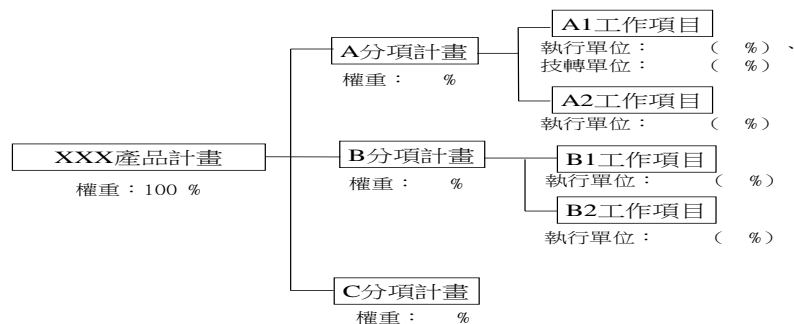 A1工作項目
執行單位：　　（　%）、
技轉單位：　　（　%）
A分項計畫
權重：　%
A2工作項目
執行單位：　　（　%）
XXX產品計畫
權重：100 %
B分項計畫
權重：　%
B1工作項目
執行單位：　　（　%）
B2工作項目
執行單位：　　（　%）
C分項計畫
權重：　%